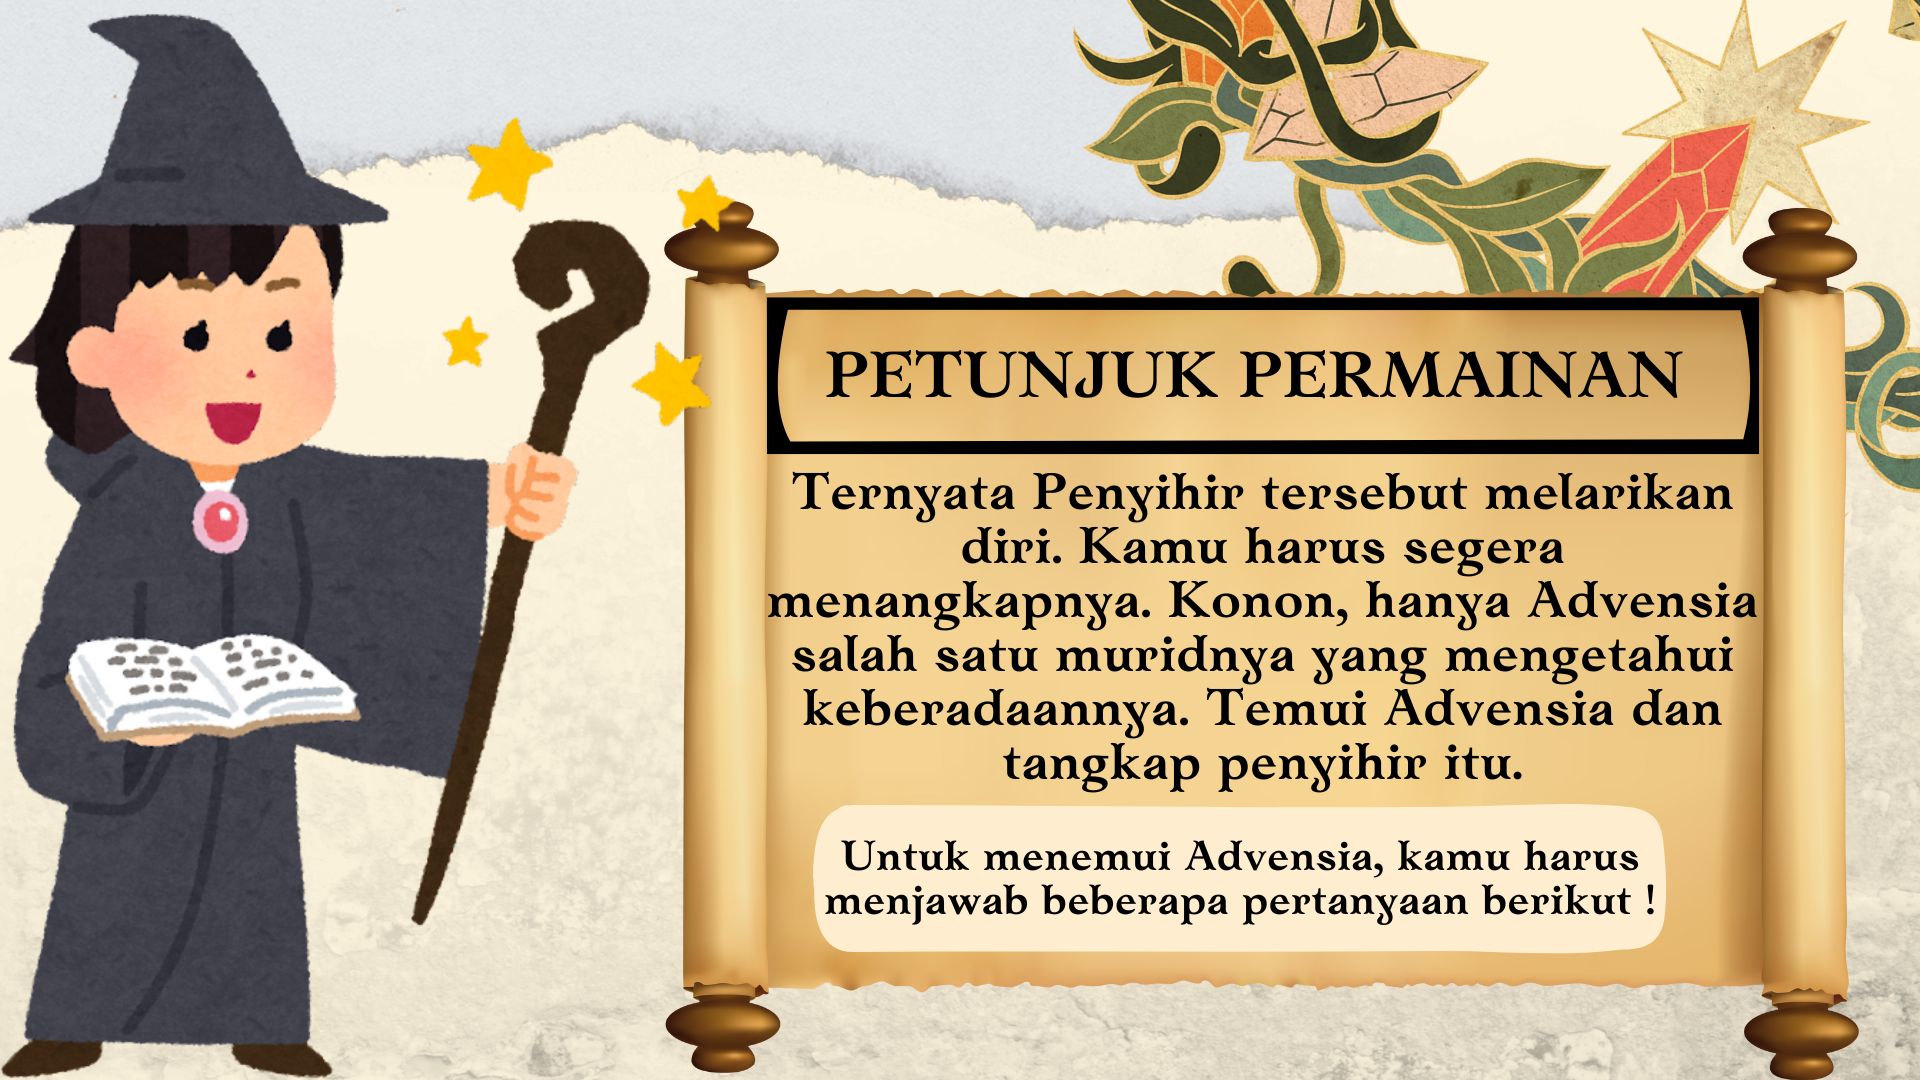 PETUNJUK PERMAINAN
Ternyata Penyihir tersebut melarikan
diri. Kamu harus segera
menangkapnya. Konon, hanya Advensia
salah satu muridnya yang mengetahui
keberadaannya. Temui Advensia dan
tangkap penyihir itu.
Untuk menemui Advensia, kamu harus
menjawab beberapa pertanyaan berikut !